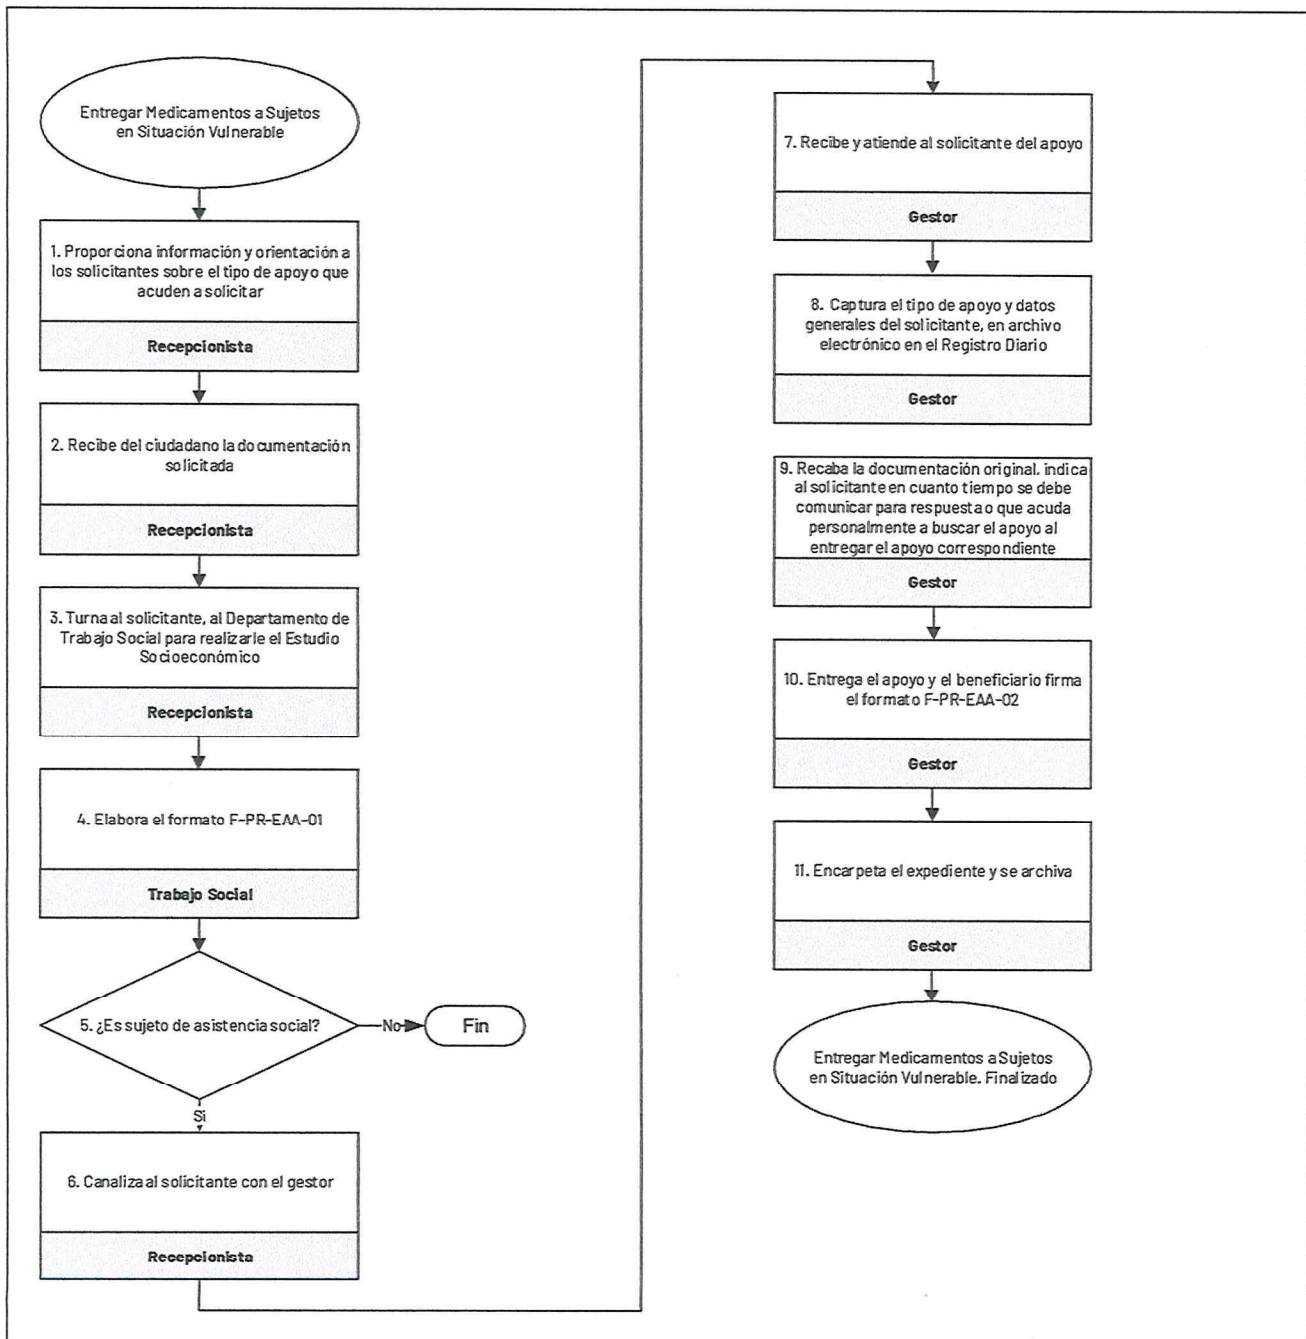 Entregar Medicamentos a Sujetos
en Situación Vulnerable
1. Proporciona información y orientación a
los solicitantes sobre el tipo de apoyo que
acuden a solicitar
Recepcionista
2. Recibe del ciudadano la documentación
solicitada
Recepcionista
3. Turna al solicitante, al Departamento de
Trabajo Social para realizarle el Estudio
Socioeconómico
Recepcionista
4. Elabora el formato F-PR-EAA-01
Trabajo Social
5. ¿Es sujeto de asistencia social?
No
Fin
Si
6. Canaliza al solicitante con el gestor
Recepcionista
7. Recibe y atiende al solicitante del apoyo
Gestor
8. Captura el tipo de apoyo y datos
generales del solicitante, en archivo
electrónico en el Registro Diario
Gestor
9. Recaba la documentación original, indica
al solicitante en cuanto tiempo se debe
comunicar para respuesta o que acuda
personalmente a buscar el apoyo al
entregar el apoyo correspondiente
Gestor
10. Entrega el apoyo y el beneficiario firma
el formato F-PR-EAA-02
Gestor
11. Encarpeta el expediente y se archiva
Gestor
Entregar Medicamentos a Sujetos
en Situación Vulnerable. Finalizado